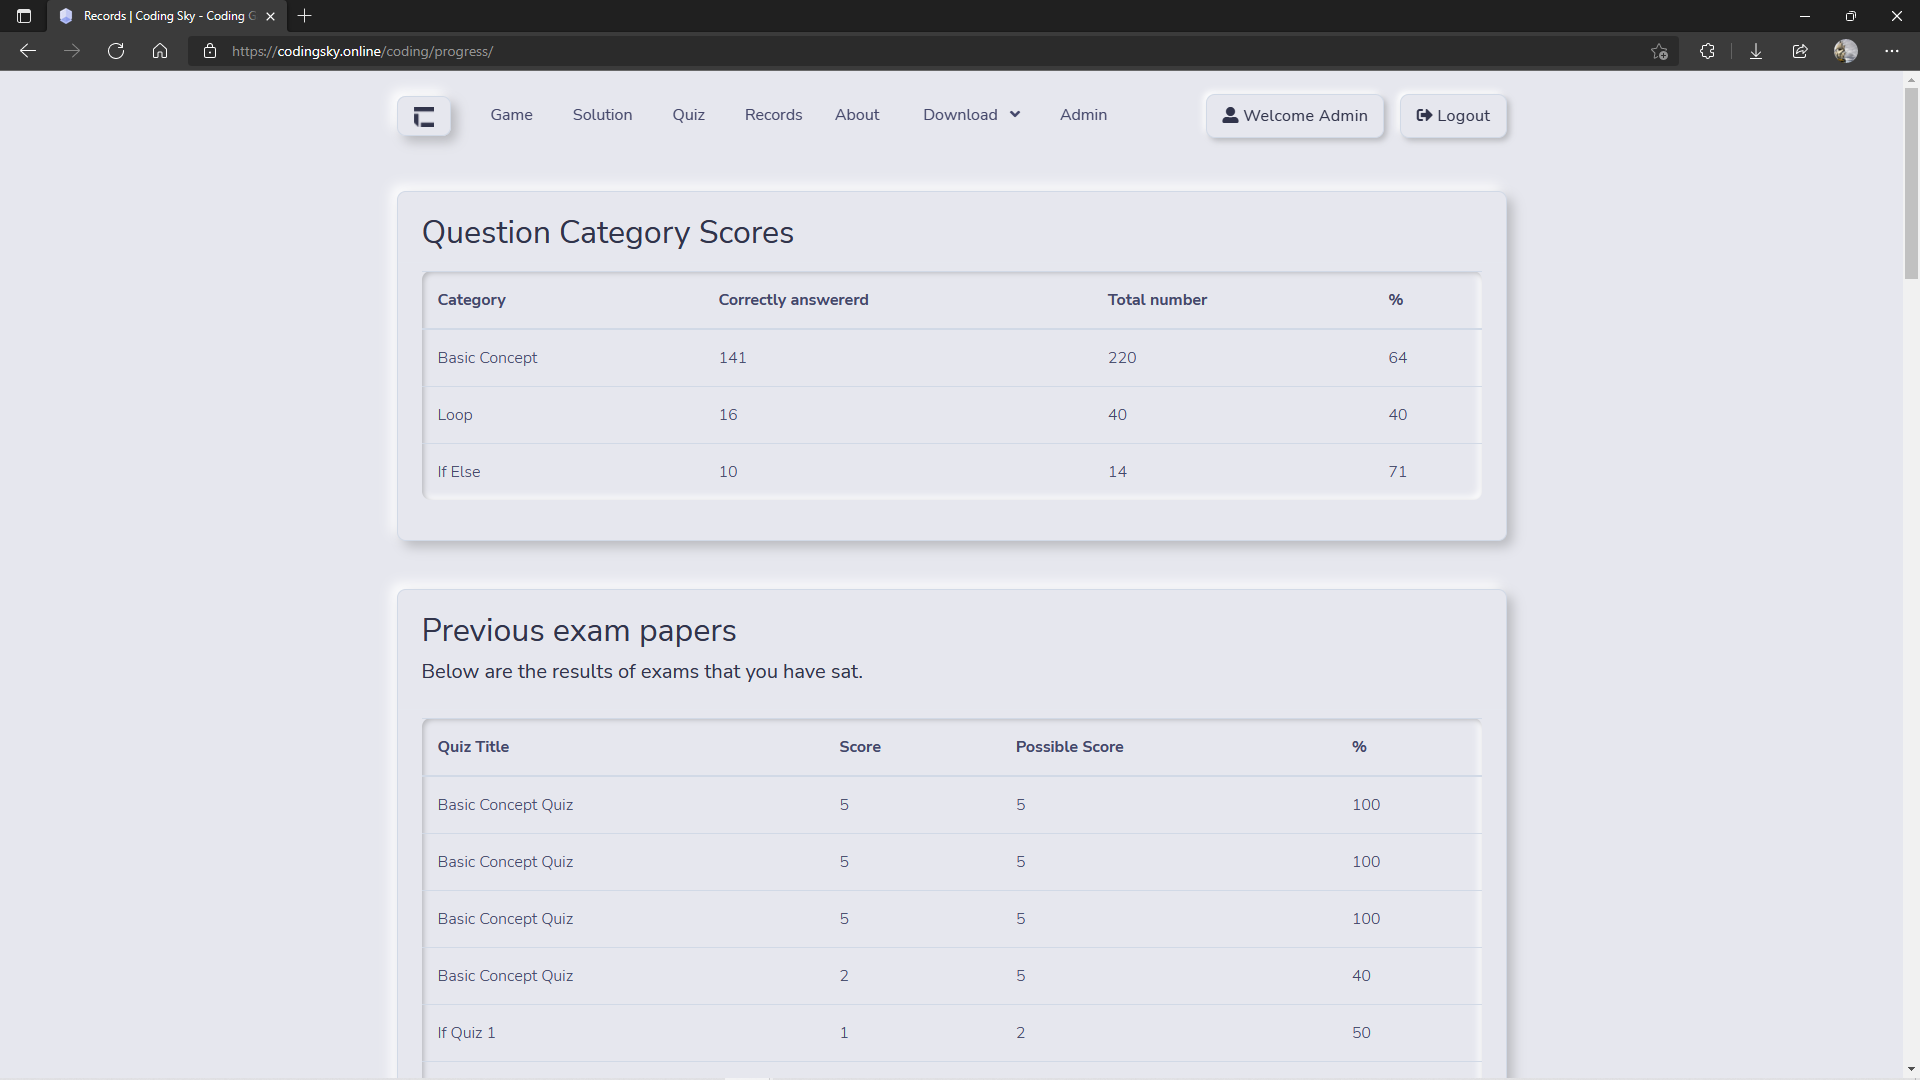 Records | Coding Sky - Coding G
https://codingsky.online/coding/progress/
Game Solution Quiz Records About Download Admin Welcome Admin Logout
Question Category Scores
Category Correctly answererd Total number %
Basic Concept 141 220 64
Loop 16 40 40
If Else 10 14 71
Previous exam papers
Below are the results of exams that you have sat.
Quiz Title Score Possible Score %
Basic Concept Quiz 5 5 100
Basic Concept Quiz 5 5 100
Basic Concept Quiz 5 5 100
Basic Concept Quiz 2 5 40
If Quiz 1 1 2 50